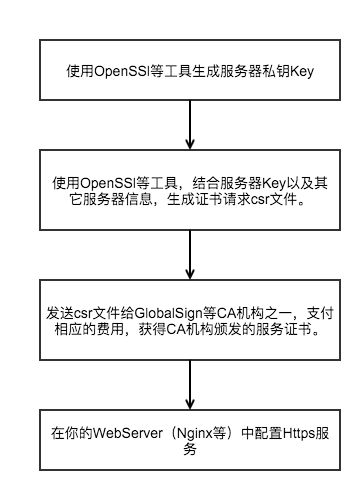 使用OpenSSl等工具生成服务器私钥Key
使用OpenSSl等工具，结合服务器Key以及其
它服务器信息，生成证书请求csr文件。
发送csr文件给GlobalSign等CA机构之一，支付
相应的费用，获得CA机构颁发的服务证书。
在你的WebServer（Nginx等）中配置Https服
务